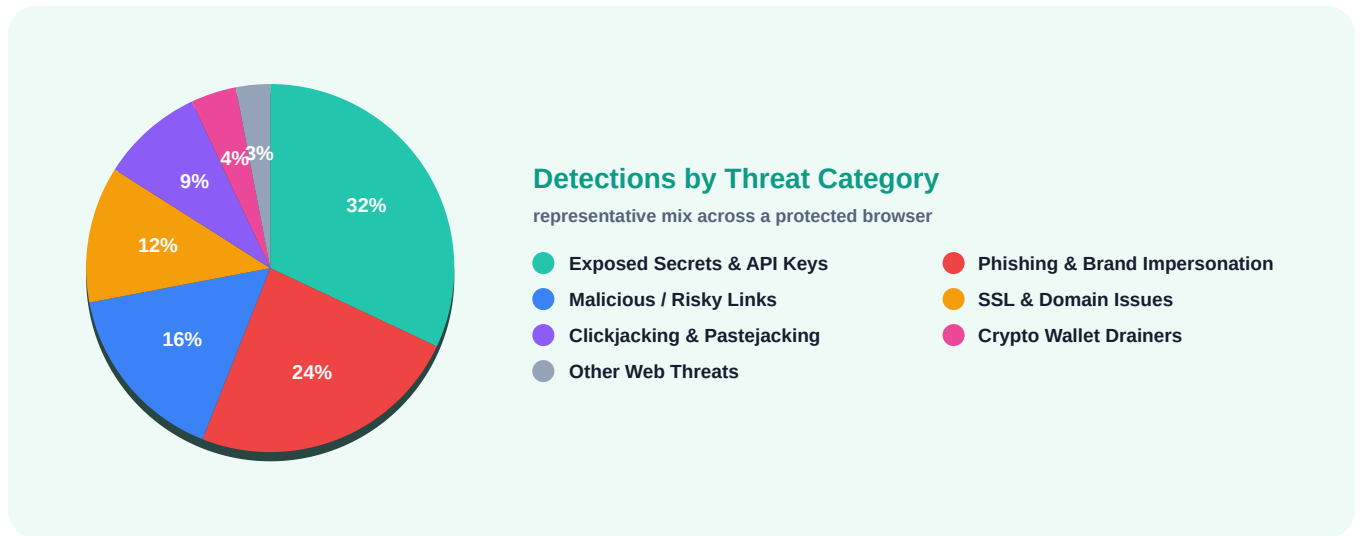 32%
24%
16%
12%
9%
4%
3%
Detections by Threat Category
representative mix across a protected browser
Exposed Secrets & API Keys
Phishing & Brand Impersonation
Malicious / Risky Links
SSL & Domain Issues
Clickjacking & Pastejacking
Crypto Wallet Drainers
Other Web Threats